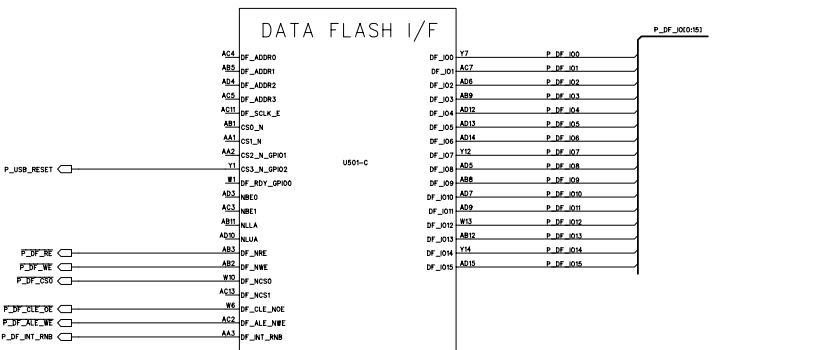 DATA FLASH I/F
P_DF_IO[0:15]
AC4 DF_ADDR0 DF_IO0 Y7 P_DF_IO0
AB5 DF_ADDR1 DF_IO1 AC7 P_DF_IO1
AD4 DF_ADDR2 DF_IO2 AD6 P_DF_IO2
AC5 DF_ADDR3 DF_IO3 AB9 P_DF_IO3
AC11 DF_SCLK_E DF_IO4 AD12 P_DF_IO4
AB1 CS0_N DF_IO5 AD13 P_DF_IO5
AA1 CS1_N DF_IO6 AD14 P_DF_IO6
AA2 CS2_N_GPIO1 DF_IO7 Y12 P_DF_IO7
P_USB_RESET Y1 CS3_N_GPIO2 U501-C DF_IO8 AD5 P_DF_IO8
W1 DF_RDY_GPIO0 DF_IO9 AB8 P_DF_IO9
AD3 NBE0 DF_IO10 AD7 P_DF_IO10
AC3 NBE1 DF_IO11 AD9 P_DF_IO11
AB11 NLLA DF_IO12 W13 P_DF_IO12
AD10 NLUA DF_IO13 AB12 P_DF_IO13
P_DF_RE AB3 DF_NRE DF_IO14 Y14 P_DF_IO14
P_DF_WE AB2 DF_NWE DF_IO15 AD15 P_DF_IO15
P_DF_CS0 W10 DF_NCS0
AC13 DF_NCS1
P_DF_CLE_OE W6 DF_CLE_NOE
P_DF_ALE_WE AC2 DF_ALE_NWE
P_DF_INT_RNB AA3 DF_INT_RNB